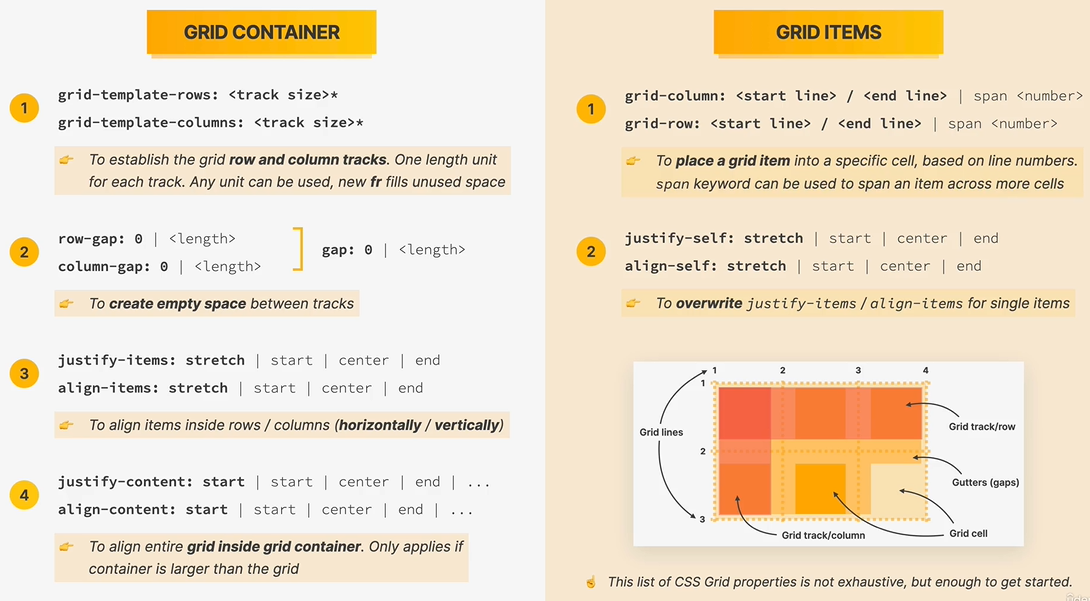 GRID CONTAINER
1
grid-template-rows: <track size>*
grid-template-columns: <track size>*
To establish the grid row and column tracks. One length unit
for each track. Any unit can be used, new fr fills unused space
2
row-gap: 0 | <length>
column-gap: 0 | <length>
gap: 0 | <length>
To create empty space between tracks
3
justify-items: stretch | start | center | end
align-items: stretch | start | center | end
To align items inside rows / columns (horizontally / vertically)
4
justify-content: start | start | center | end | ...
align-content: start | start | center | end | ...
To align entire grid inside grid container. Only applies if
container is larger than the grid
GRID ITEMS
1
grid-column: <start line> / <end line> | span <number>
grid-row: <start line> / <end line> | span <number>
To place a grid item into a specific cell, based on line numbers.
span keyword can be used to span an item across more cells
2
justify-self: stretch | start | center | end
align-self: stretch | start | center | end
To overwrite justify-items / align-items for single items
1 2 3 4
1
Grid track/row
Grid lines
2
Gutters (gaps)
3
Grid track/column
Grid cell
This list of CSS Grid properties is not exhaustive, but enough to get started.